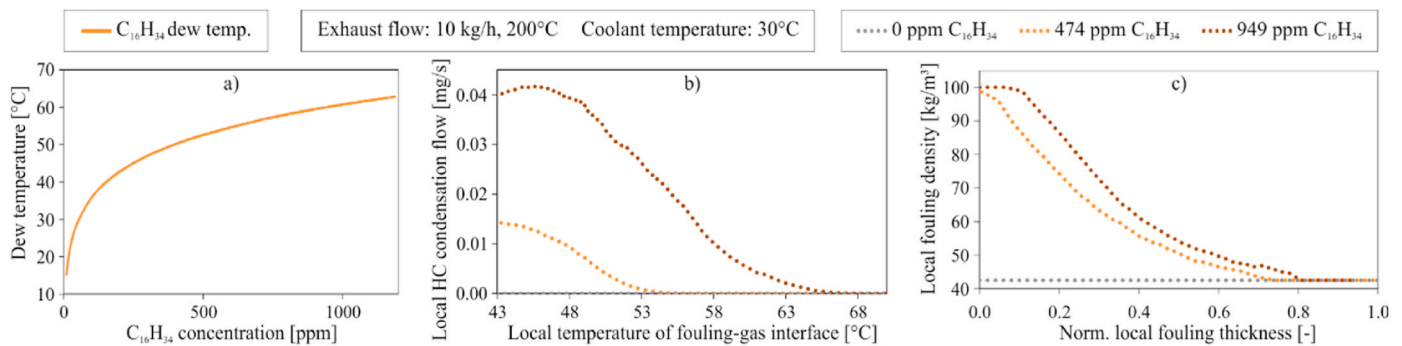 C₁₆H₃₄ dew temp.
Exhaust flow: 10 kg/h, 200°C Coolant temperature: 30°C
0 ppm C₁₆H₃₄ 474 ppm C₁₆H₃₄ 949 ppm C₁₆H₃₄
a)
Dew temperature [°C]
70
60
50
40
30
20
10
0 500 1000
C₁₆H₃₄ concentration [ppm]
b)
Local HC condensation flow [mg/s]
0.04
0.03
0.02
0.01
0.00
43 48 53 58 63 68
Local temperature of fouling-gas interface [°C]
c)
Local fouling density [kg/m³]
100
90
80
70
60
50
40
0.0 0.2 0.4 0.6 0.8 1.0
Norm. local fouling thickness [-]